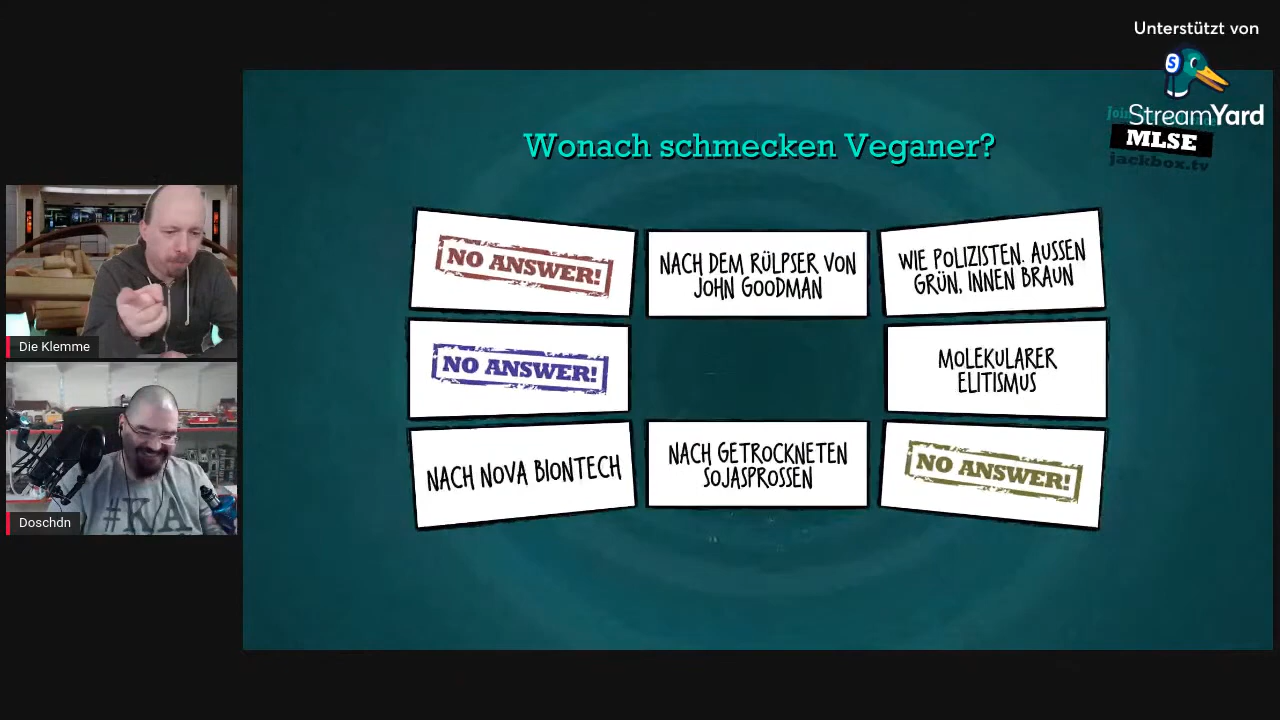 Unterstützt von
StreamYard
Join
MLSE
jackbox.tv
Wonach schmecken Veganer?
NO ANSWER!
NACH DEM RÜLPSER VON
JOHN GOODMAN
WIE POLIZISTEN. AUSSEN
GRÜN, INNEN BRAUN
NO ANSWER!
MOLEKULARER
ELITISMUS
NACH NOVA BIONTECH
NACH GETROCKNETEN
SOJASPROSSEN
NO ANSWER!
Die Klemme
#KA
Doschdn